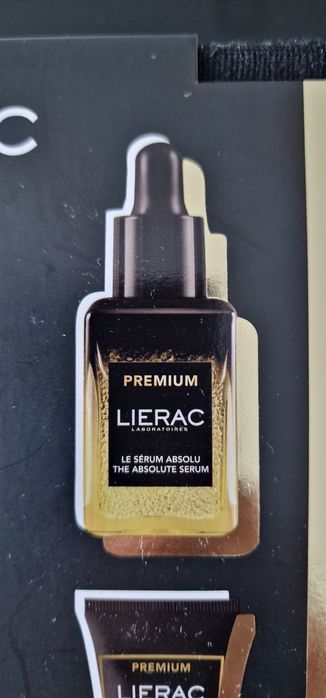 C
PREMIUM
LIERAC
LABORATOIRES
LE SÉRUM ABSOLU
THE ABSOLUTE SERUM
PREMIUM
LIERAC